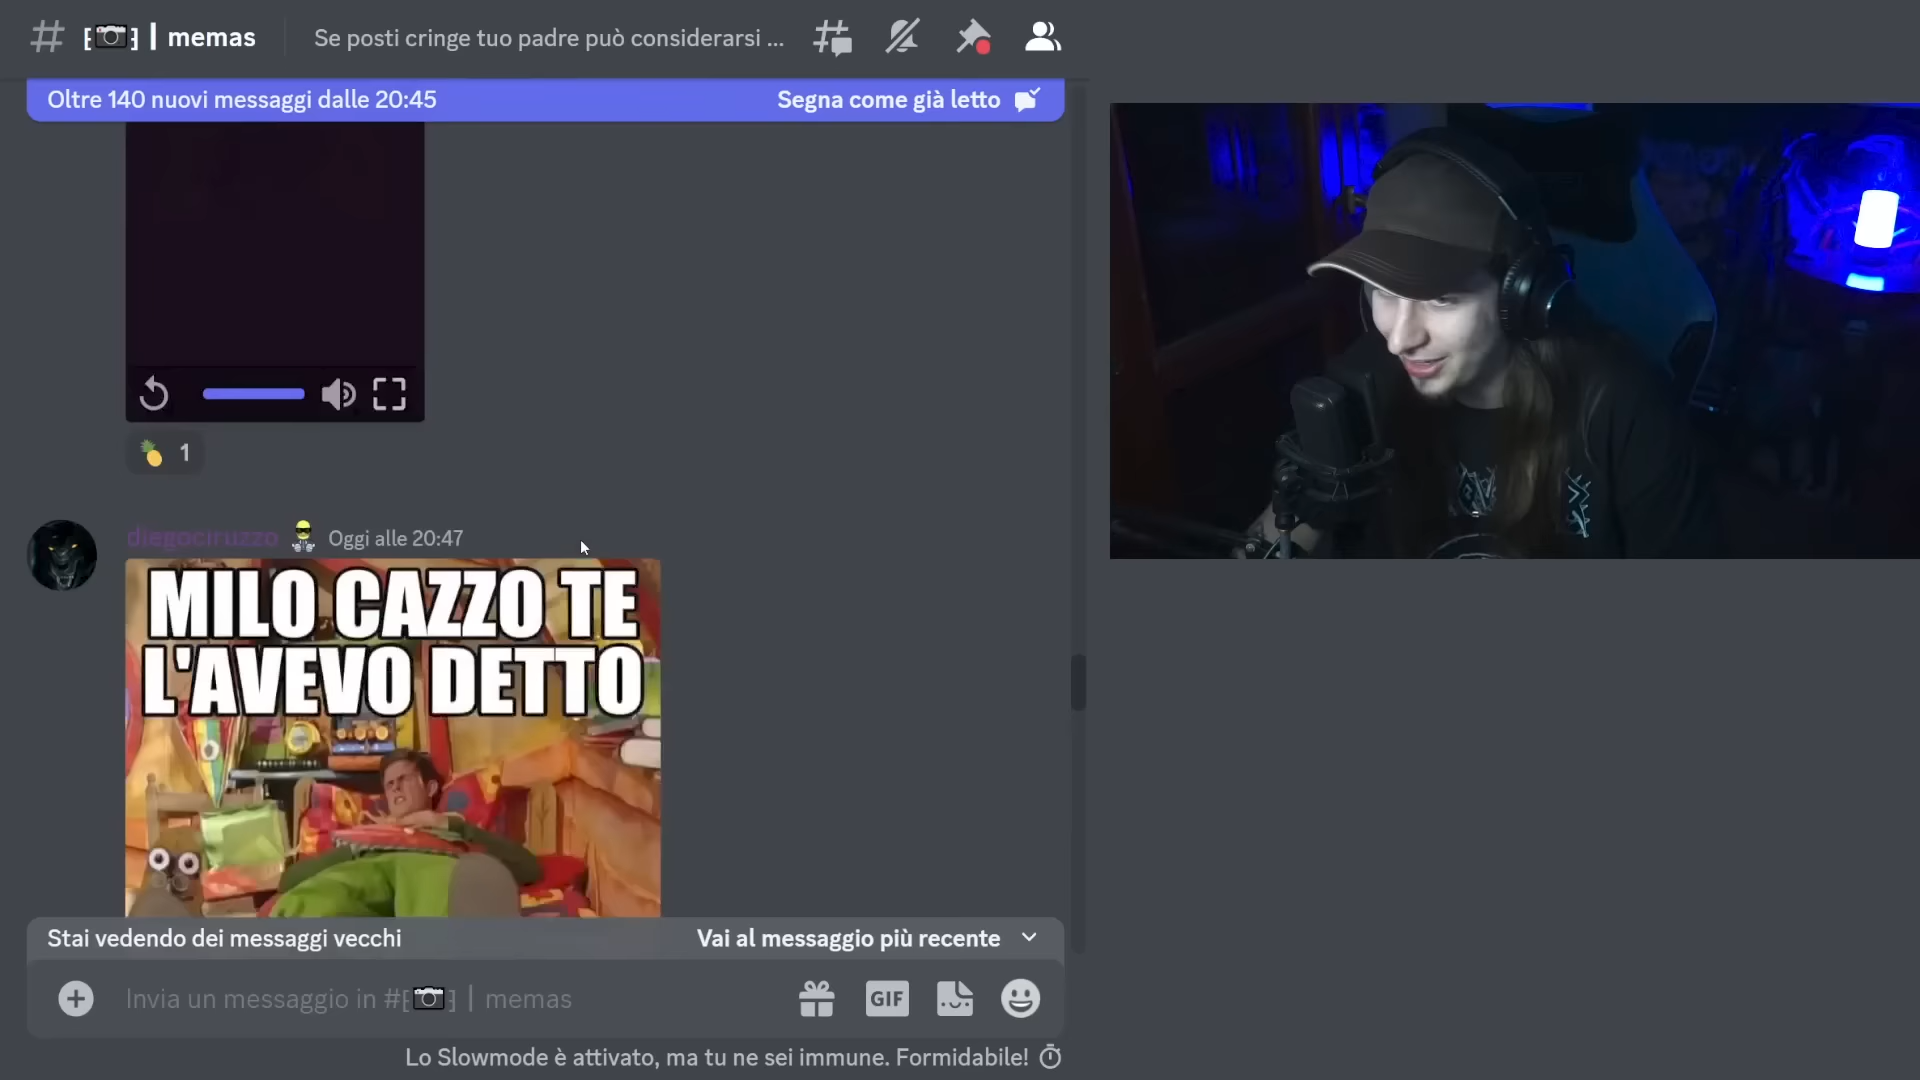 memas
Se posti cringe tuo padre può considerarsi ...
Oltre 140 nuovi messaggi dalle 20:45
Segna come già letto
1
diegociruzzo Oggi alle 20:47
MILO CAZZO TE
L'AVEVO DETTO
Stai vedendo dei messaggi vecchi
Vai al messaggio più recente
Invia un messaggio in #[📷] | memas
GIF
Lo Slowmode è attivato, ma tu ne sei immune. Formidabile!